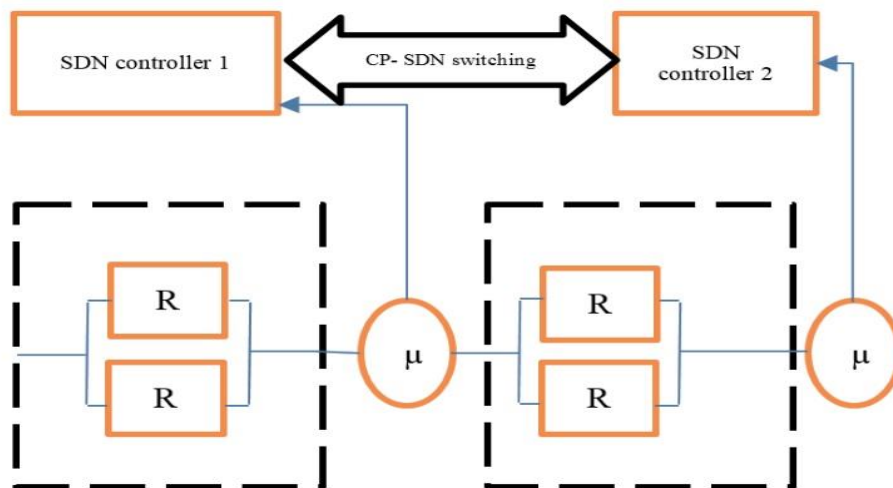 SDN controller 1
CP- SDN switching
SDN
controller 2
R
R
μ
R
R
μ